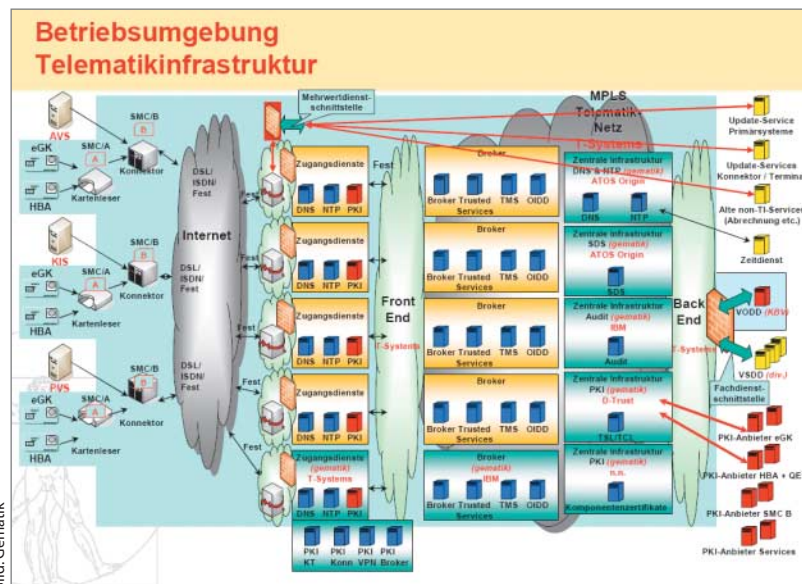 Betriebsumgebung
Telematikinfrastruktur
Mehrwertdienst-
schnittstelle
MPLS
Telematik-
Netz
T-Systems
AVS
SMC/B
B
eGK
SMC/A
A
HBA
Kartenleser
Konnektor
DSL/
ISDN/
Fest
KIS
SMC/B
B
eGK
SMC/A
A
HBA
Kartenleser
Konnektor
DSL/
ISDN/
Fest
PVS
SMC/B
B
eGK
SMC/A
A
HBA
Kartenleser
Konnektor
DSL/
ISDN/
Fest
Internet
Fest
Fest
Fest
Fest
Zugangsdienste
DNS NTP PKI
Zugangsdienste
DNS NTP PKI
Zugangsdienste
DNS NTP PKI
Zugangsdienste
DNS NTP PKI
Zugangsdienste
(gematik)
T-Systems
DNS NTP PKI
PKI PKI PKI PKI
KT Konn VPN Broker
Fest
Front
End
T-Systems
Broker
Broker Trusted TMS OIDD
Services
Broker
Broker Trusted TMS OIDD
Services
Broker
Broker Trusted TMS OIDD
Services
Broker
Broker Trusted TMS OIDD
Services
Broker
(gematik)
IBM
Broker Trusted TMS OIDD
Services
Zentrale Infrastruktur
DNS & NTP (gematik)
ATOS Origin
DNS NTP
Zentrale Infrastruktur
SDS (gematik)
ATOS Origin
SDS
Zentrale Infrastruktur
Audit (gematik)
IBM
Audit
Zentrale Infrastruktur
PKI (gematik)
D-Trust
TSL/TCL
Zentrale Infrastruktur
PKI (gematik)
n.n.
Komponentenzertifikate
Back
End
T-Systems
Update-Service
Primärsysteme
Update-Services
Konnektor / Terminal
Alte non-TI-Services
(Abrechnung etc.)
Zeitdienst
VODD (KBV)
VSDD (div.)
Fachdienst-
schnittstelle
PKI-Anbieter eGK
PKI-Anbieter HBA + QE
PKI-Anbieter SMC B
PKI-Anbieter Services
Bild: Gematik